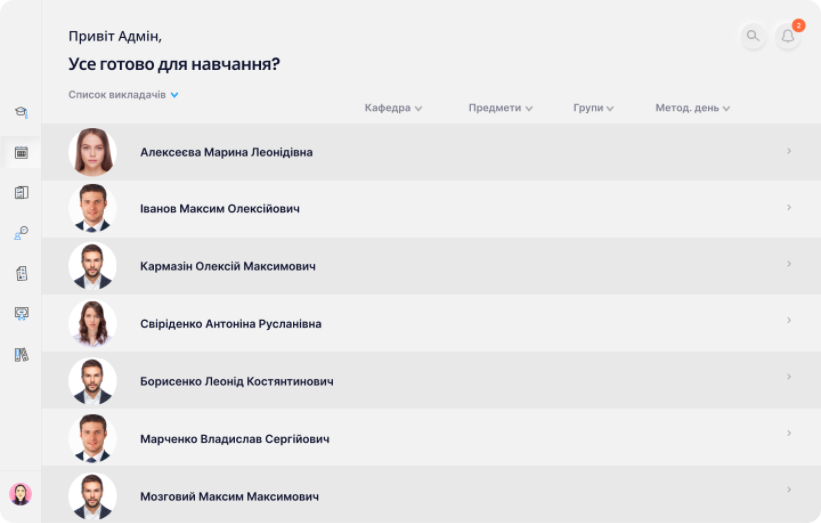 Привіт Адмін,
2
Усе готово для навчання?
Список викладачів
Кафедра Предмети Групи Метод. день
Алексеєва Марина Леонідівна
Іванов Максим Олексійович
Кармазін Олексій Максимович
Свіріденко Антоніна Русланівна
Борисенко Леонід Костянтинович
Марченко Владислав Сергійович
Мозговий Максим Максимович